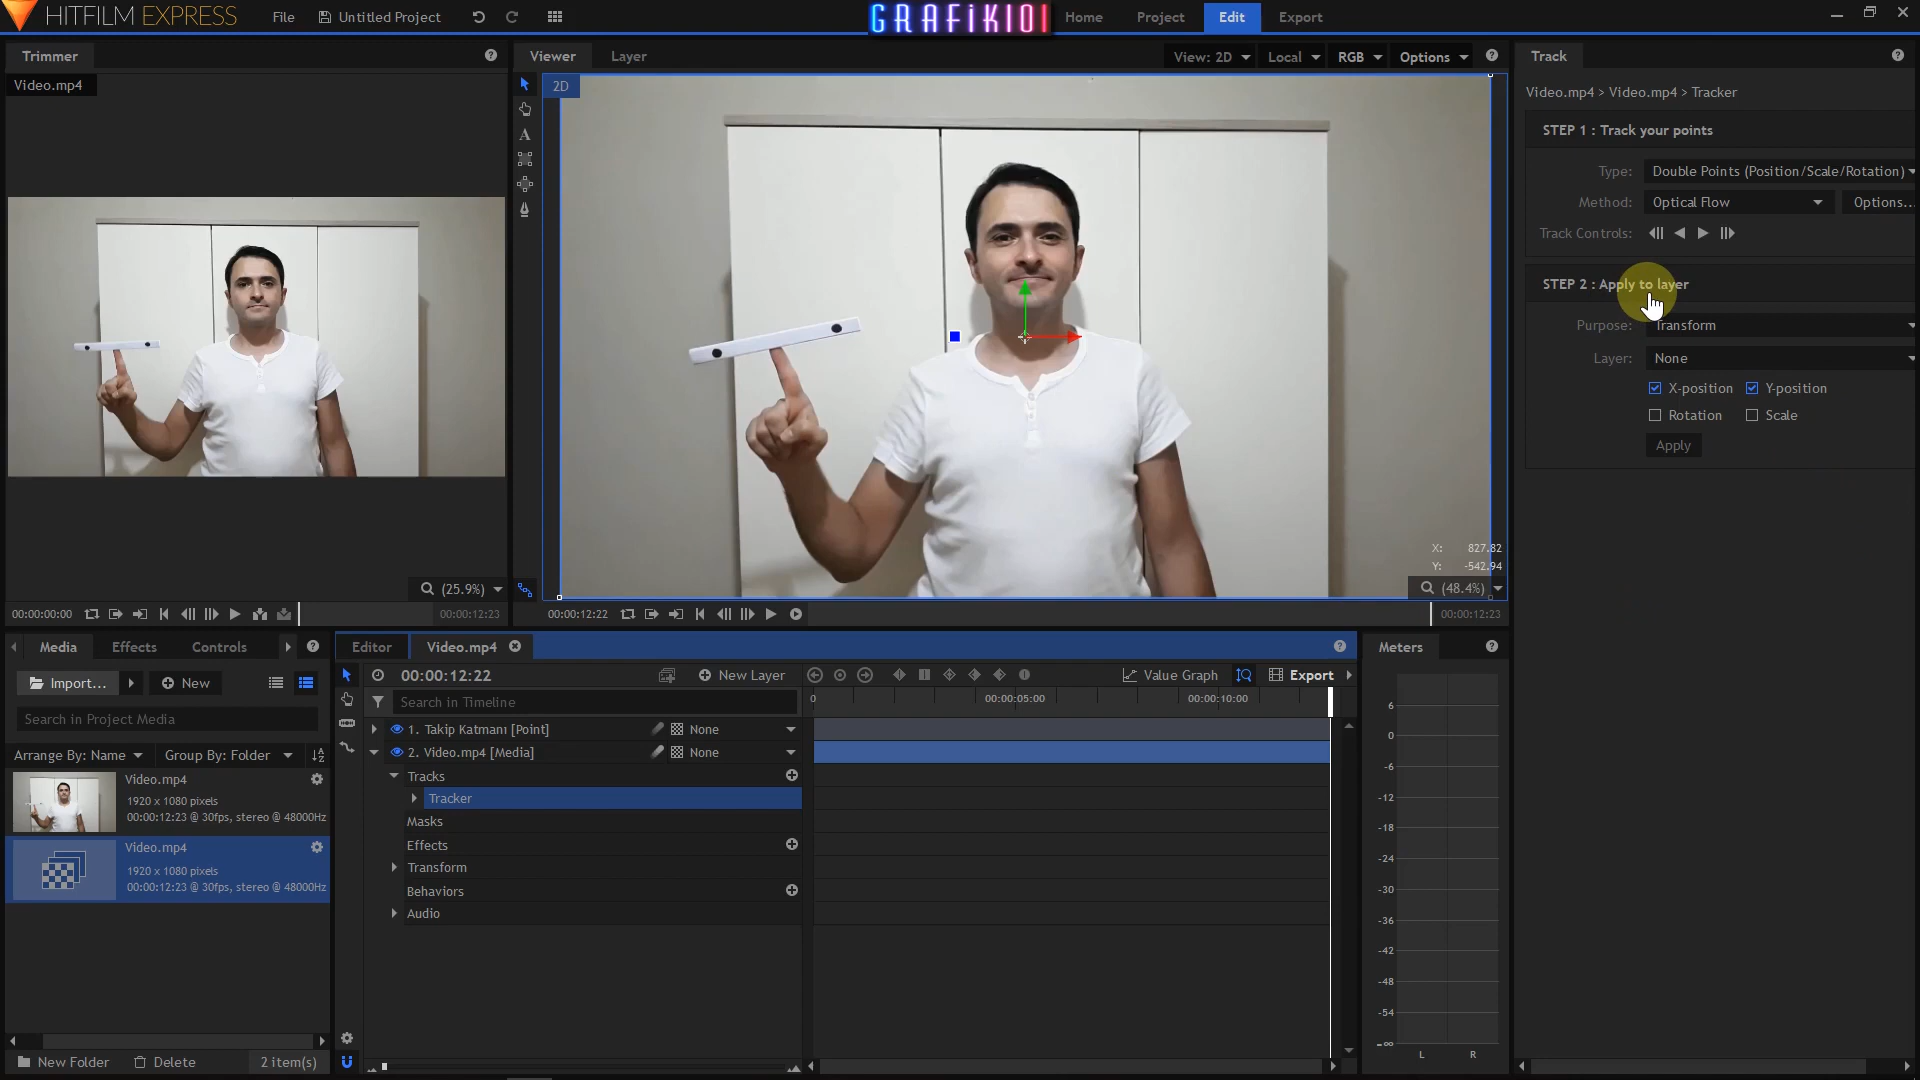 HITFILM EXPRESS
File
Untitled Project
GRAFiK101
Home
Project
Edit
Export
Trimmer
Video.mp4
(25.9%)
00:00:00:00
00:00:12:23
Viewer
Layer
View: 2D
Local
RGB
Options
2D
X: 827.82
Y: -542.94
(48.4%)
00:00:12:22
00:00:12:23
Track
Video.mp4 > Video.mp4 > Tracker
STEP 1 : Track your points
Type: Double Points (Position/Scale/Rotation)
Method: Optical Flow Options...
Track Controls:
STEP 2 : Apply to layer
Purpose: Transform
Layer: None
X-position Y-position
Rotation Scale
Apply
Media
Effects
Controls
Import...
New
Search in Project Media
Arrange By: Name
Group By: Folder
Video.mp4
1920 x 1080 pixels
00:00:12:23 @ 30fps, stereo @ 48000Hz
Video.mp4
1920 x 1080 pixels
00:00:12:23 @ 30fps, stereo @ 48000Hz
New Folder
Delete
2 item(s)
Editor
Video.mp4
00:00:12:22
New Layer
Value Graph
Export
Search in Timeline
0
00:00:05:00
00:00:10:00
1. Takip Katmanı [Point]
None
2. Video.mp4 [Media]
None
Tracks
Tracker
Masks
Effects
Transform
Behaviors
Audio
Meters
6
0
-6
-12
-18
-24
-30
-36
-42
-48
-54
-∞
L R